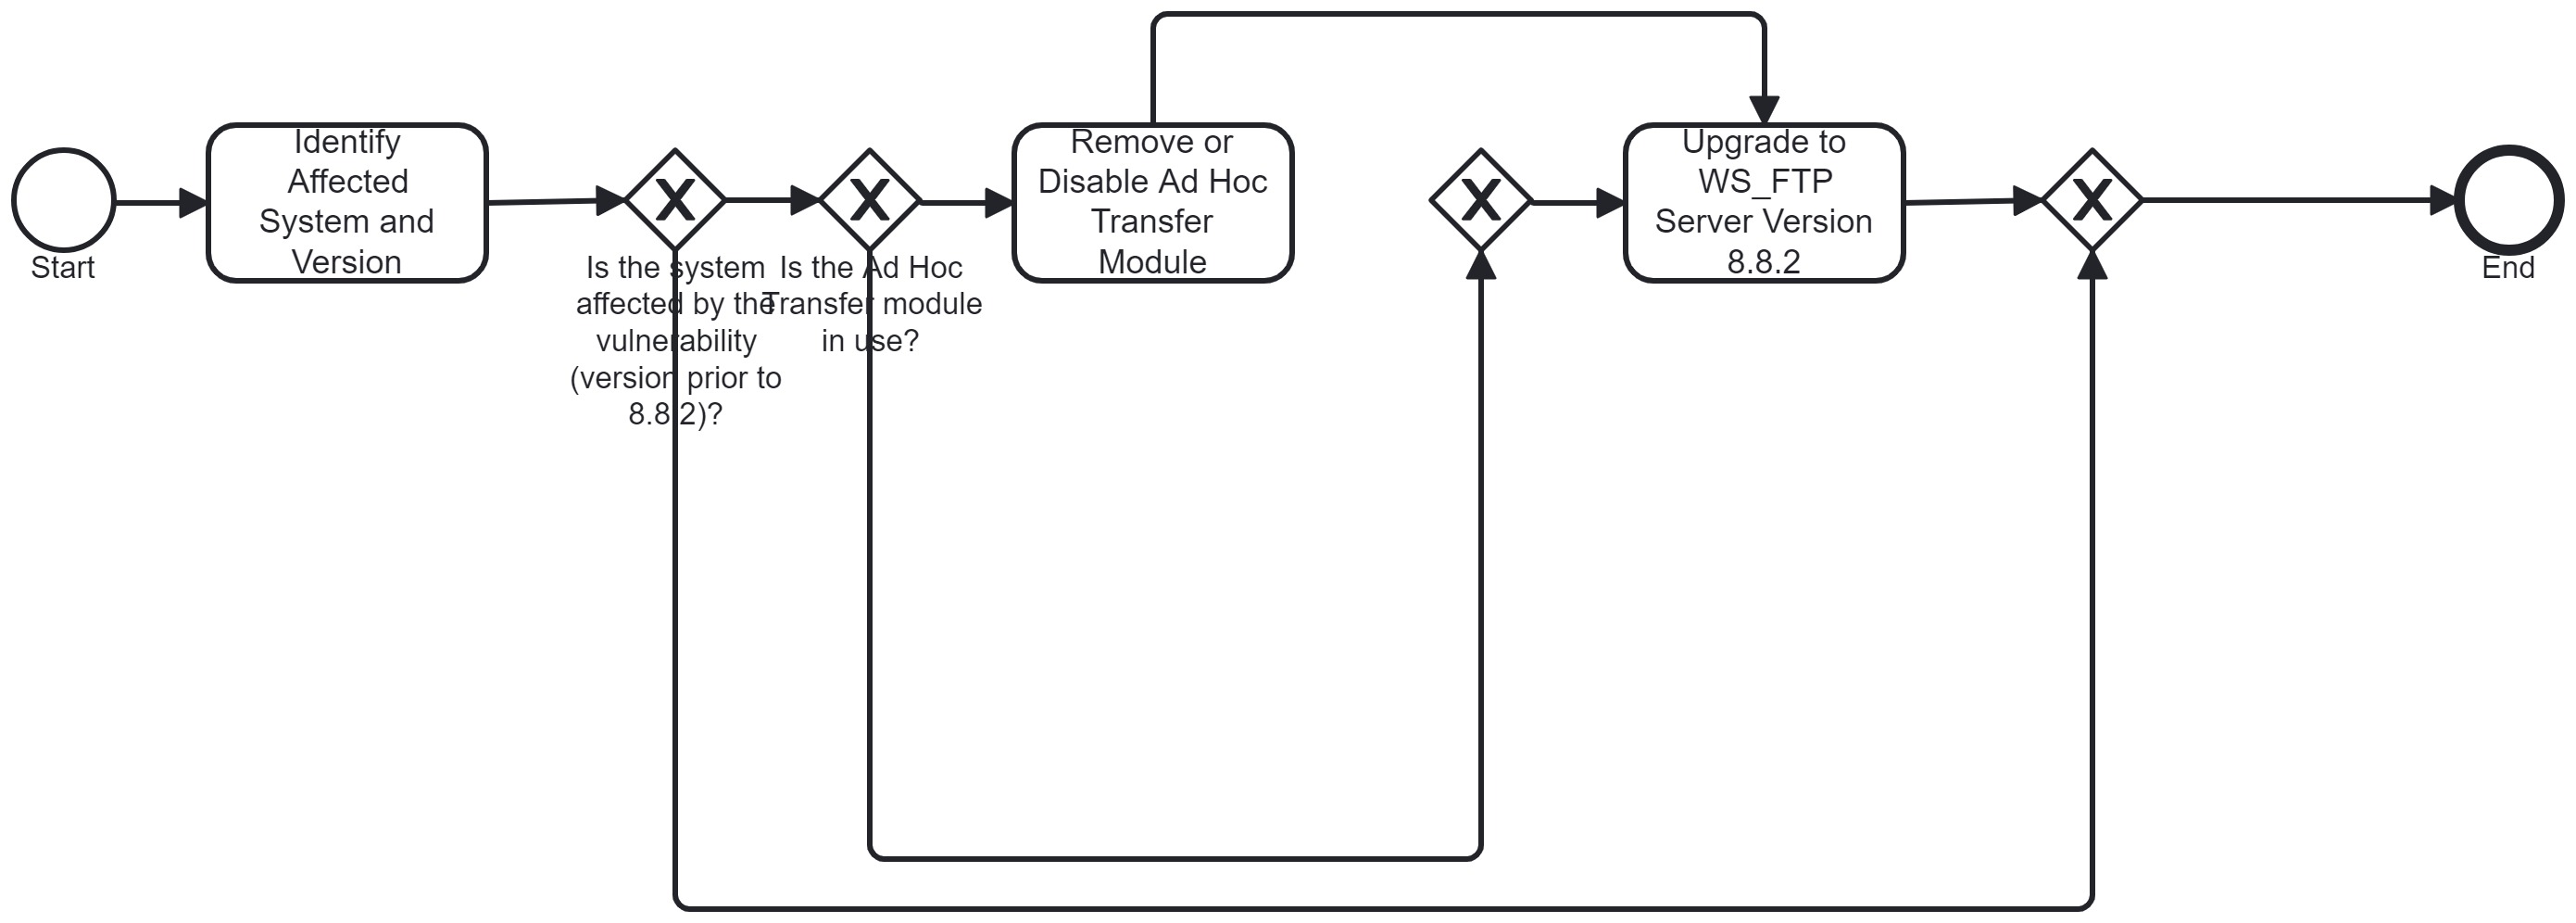 Start
Identify
Affected
System and
Version
Is the system
affected by the
vulnerability
(version prior to
8.8.2)?
Is the Ad Hoc
Transfer module
in use?
Remove or
Disable Ad Hoc
Transfer
Module
Upgrade to
WS_FTP
Server Version
8.8.2
End